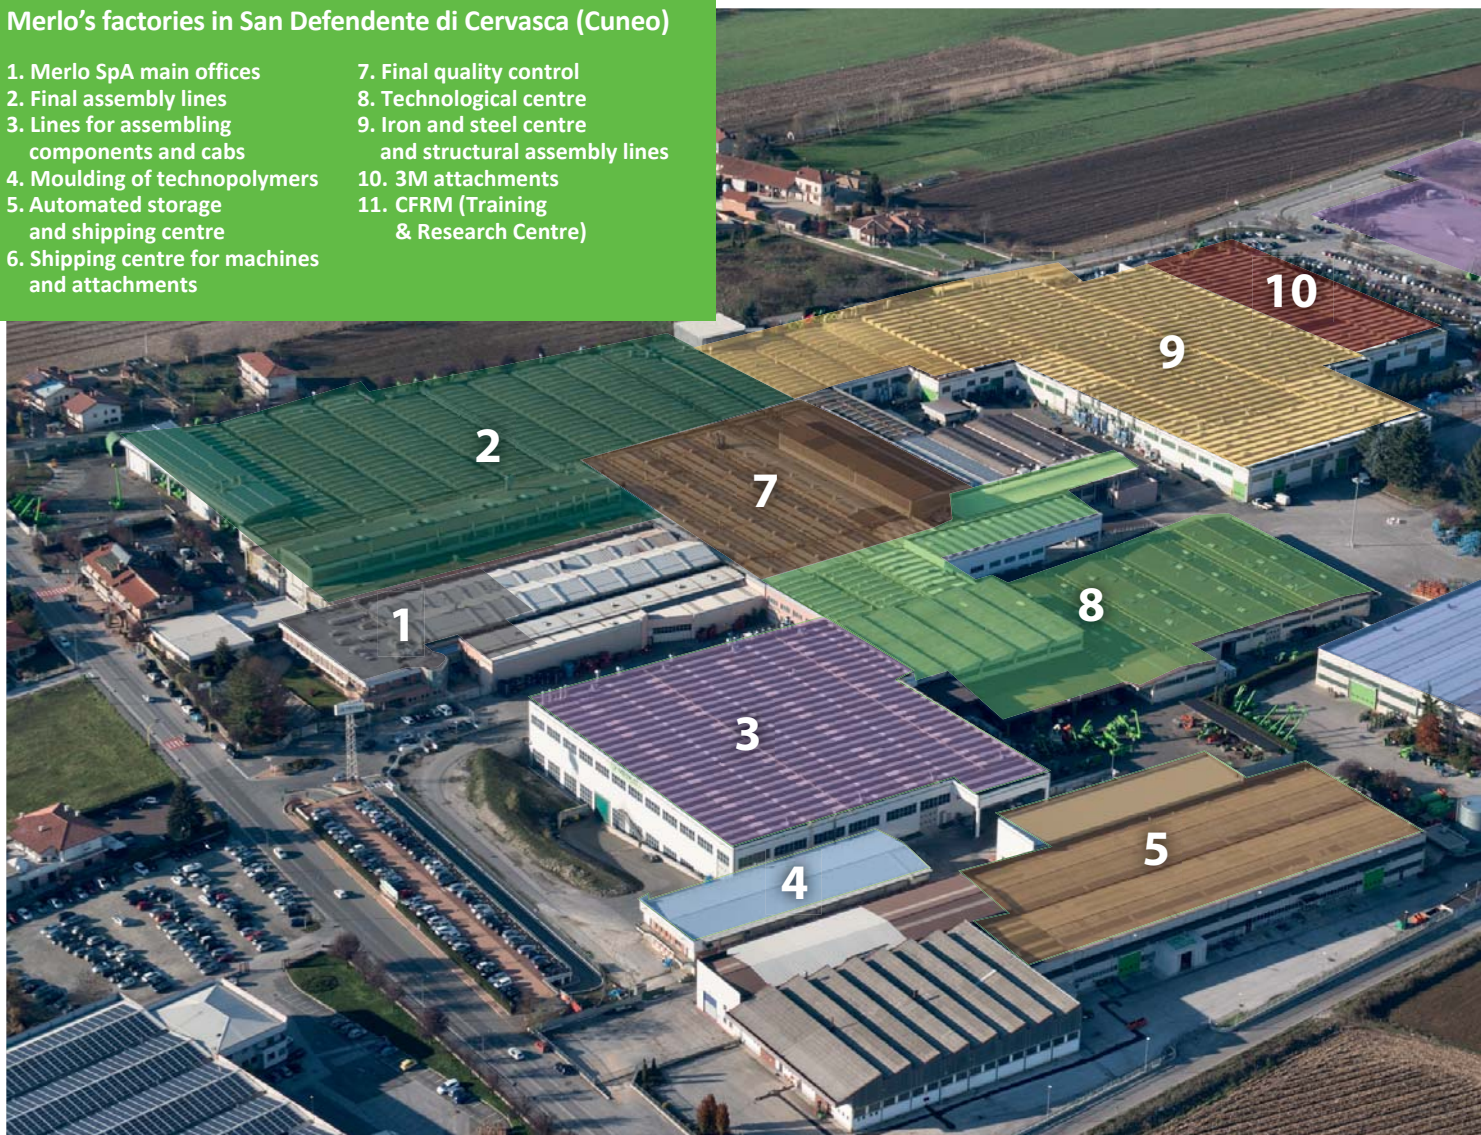 Merlo’s factories in San Defendente di Cervasca (Cuneo)
1. Merlo SpA main offices
2. Final assembly lines
3. Lines for assembling
components and cabs
4. Moulding of technopolymers
5. Automated storage
and shipping centre
6. Shipping centre for machines
and attachments
7. Final quality control
8. Technological centre
9. Iron and steel centre
and structural assembly lines
10. 3M attachments
11. CFRM (Training
& Research Centre)
10
9
2
7
8
1
3
5
4